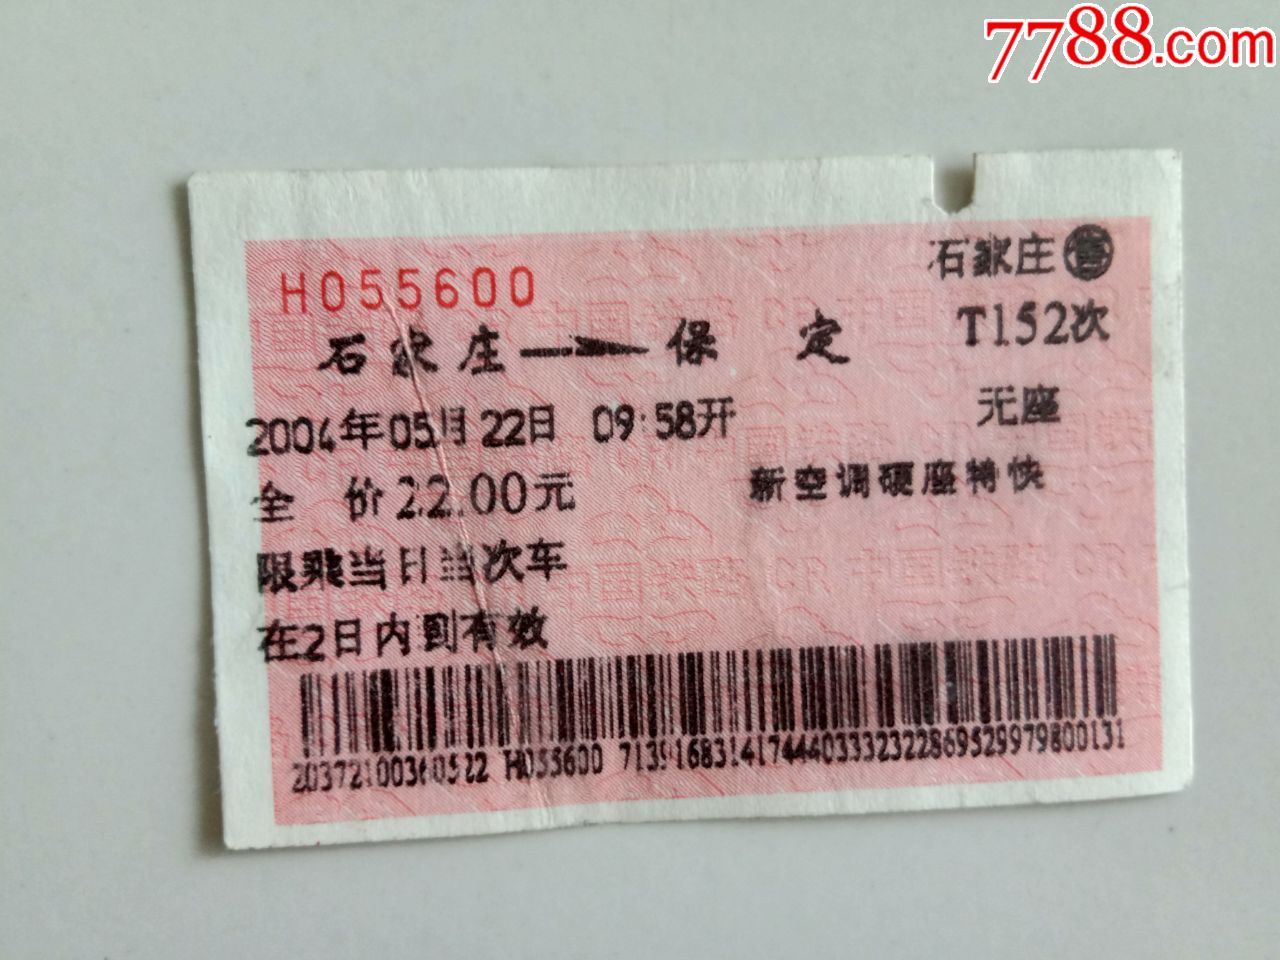 7788.com
石家庄售
H055600
T152次
石家庄→保定
2004年05月22日 09:58开
无座
全价22.00元
新空调硬座特快
限乘当日当次车
在2日内到有效
H055600